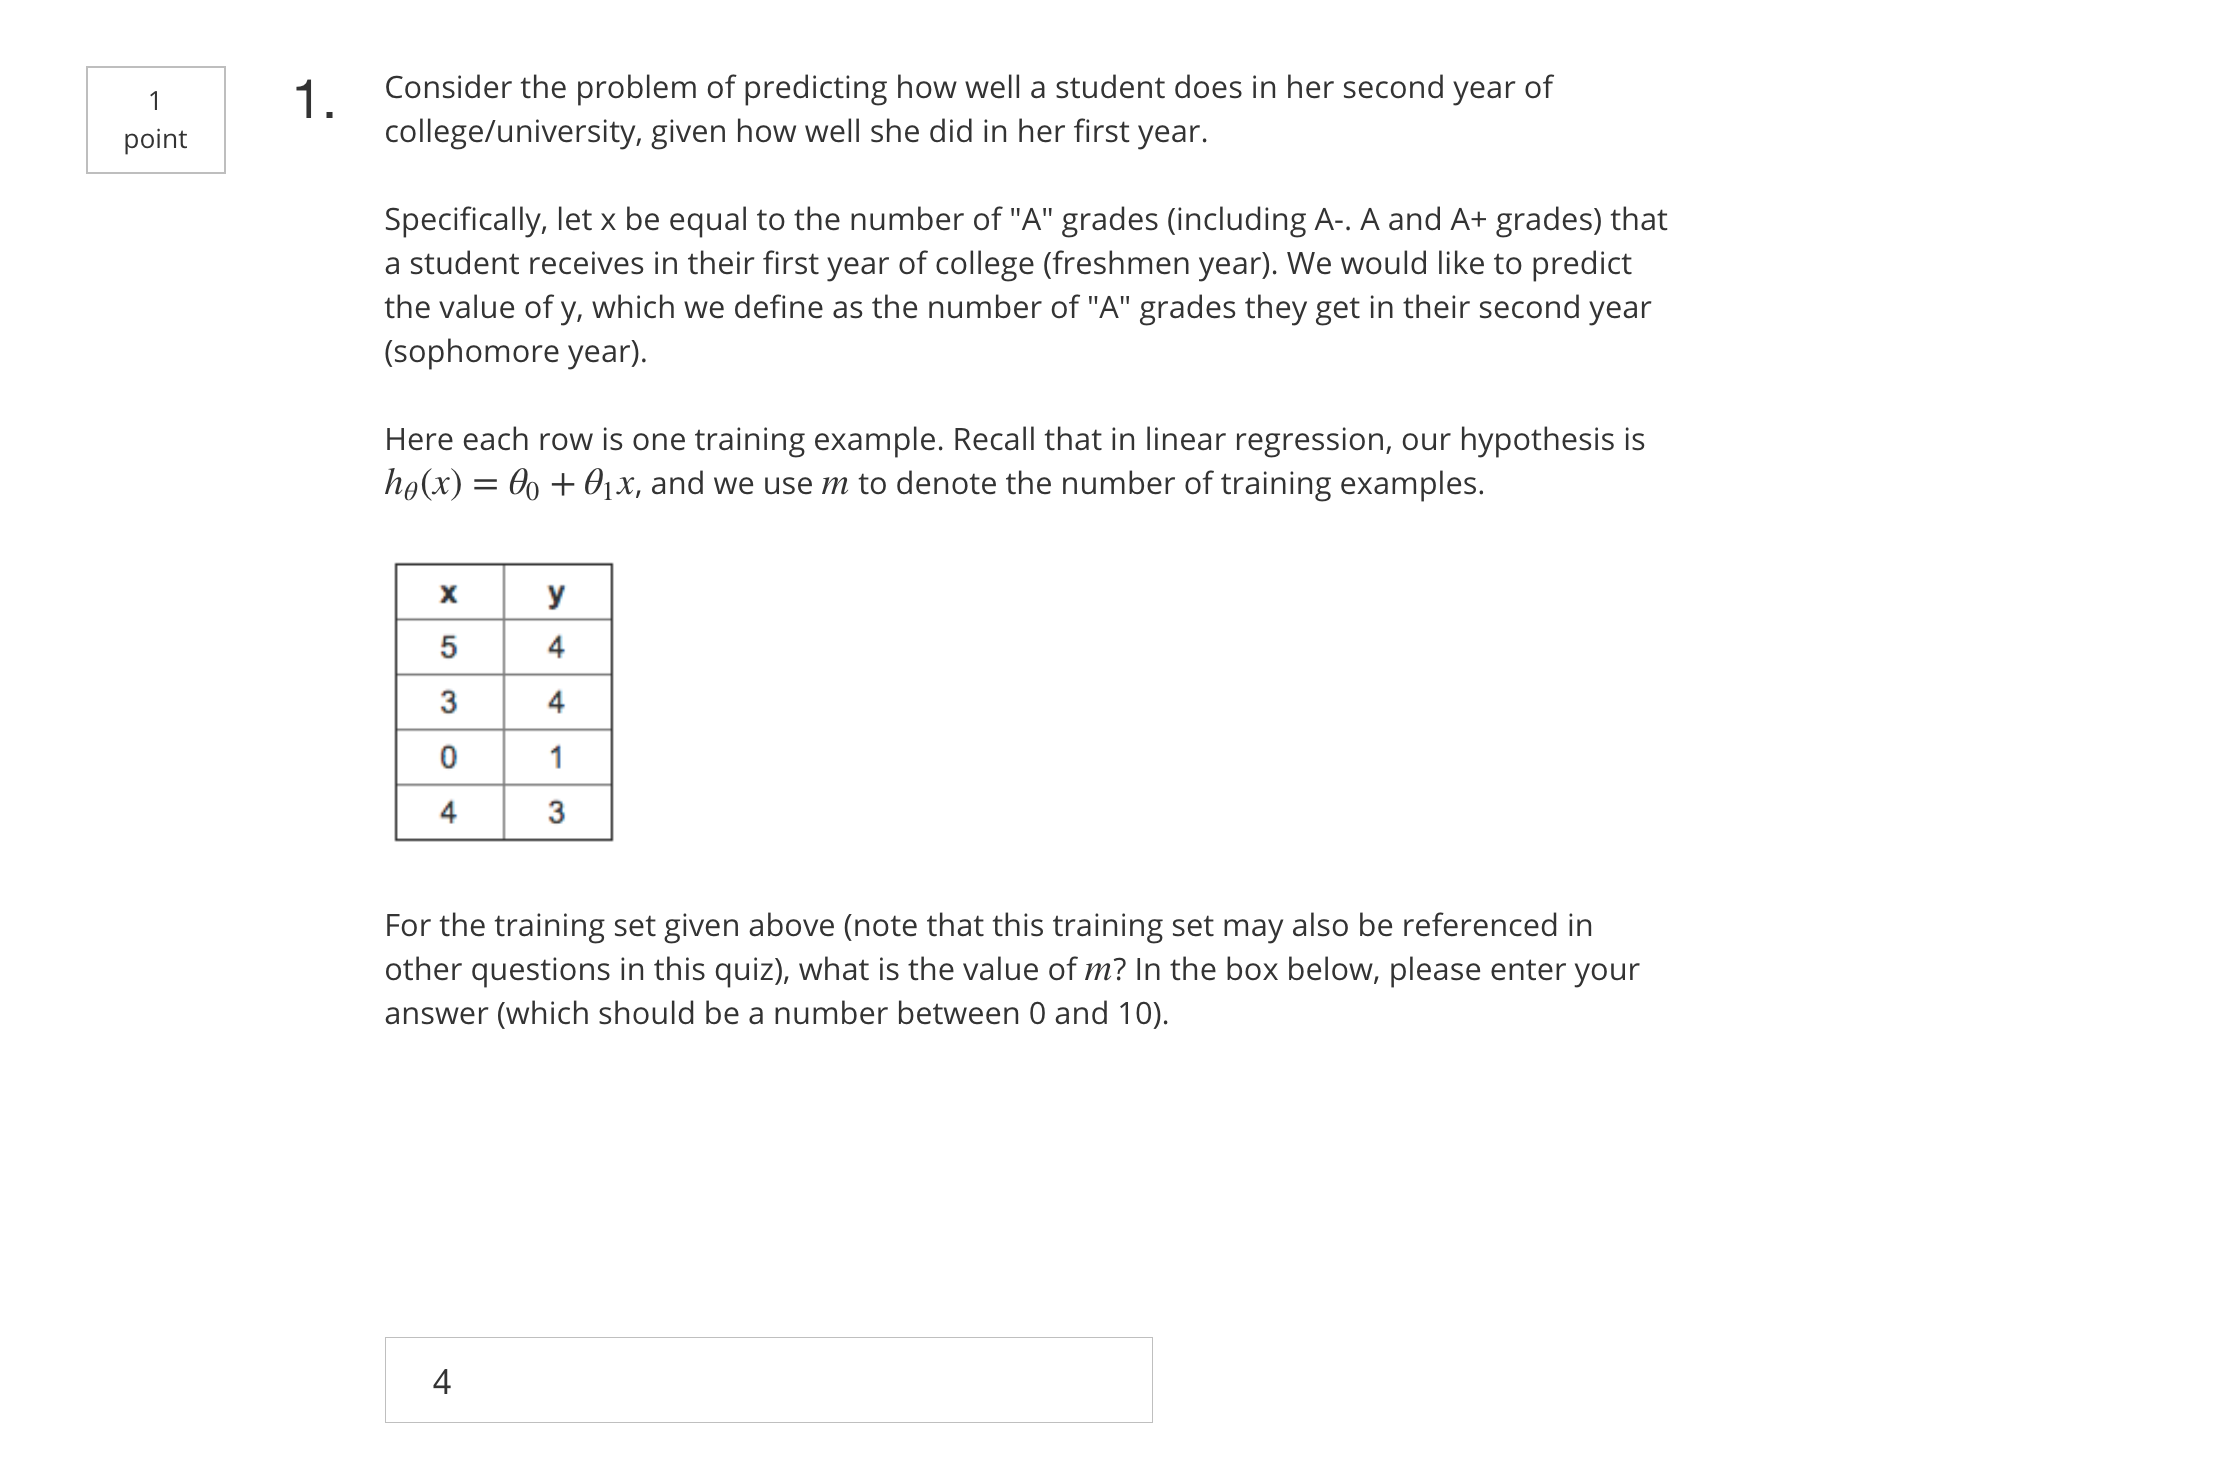 1
point
1.
Consider the problem of predicting how well a student does in her second year of
college/university, given how well she did in her first year.
Specifically, let x be equal to the number of "A" grades (including A-. A and A+ grades) that
a student receives in their first year of college (freshmen year). We would like to predict
the value of y, which we define as the number of "A" grades they get in their second year
(sophomore year).
Here each row is one training example. Recall that in linear regression, our hypothesis is
hθ(x) = θ0 + θ1x, and we use m to denote the number of training examples.
x y
5 4
3 4
0 1
4 3
For the training set given above (note that this training set may also be referenced in
other questions in this quiz), what is the value of m? In the box below, please enter your
answer (which should be a number between 0 and 10).
4